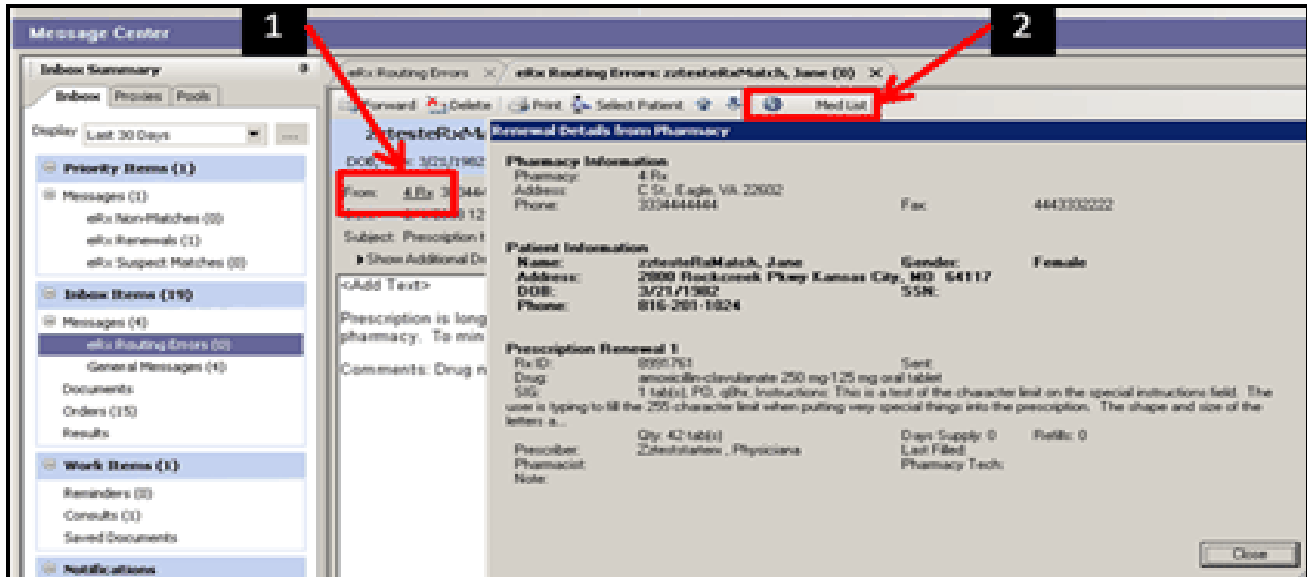 1
2
Message Center
Inbox Summary
Inbox Proxies Pools
Display: Last 30 Days
Priority Items (1)
Messages (1)
eRx Non-Matches (0)
eRx Renewals (1)
eRx Suspect Matches (0)
Inbox Items (19)
Messages (4)
eRx Routing Errors (0)
General Messages (4)
Documents
Orders (15)
Results
Work Items (1)
Reminders (0)
Consults (1)
Saved Documents
Notifications
eRx Routing Errors eRx Routing Errors: zztesteRxMatch, Jane (0)
Forward Delete Print Select Patient Med List
zztesteRxMa
DOB: 3/21/1982
From: 4 Rx
Subject: Prescription
Show Additional
<Add Text>
Prescription is long
pharmacy. To min
Comments: Drug n
Renewal Details from Pharmacy
Pharmacy Information
Pharmacy: 4 Rx
Address: C St., Eagle, VA 22602
Phone: 3334444444 Fax: 4443332222
Patient Information
Name: zztesteRxMatch, Jane Gender: Female
Address: 2800 Rockcreek Pkwy Kansas City, MO 64117
DOB: 3/21/1982 SSN:
Phone: 816-201-1024
Prescription Renewal 1
Rx ID: 8991761 Sent:
Drug: amoxicillin-clavulanate 250 mg-125 mg oral tablet
SIG: 1 tab(s), PO, q8hr, Instructions: This is a test of the character limit on the special instructions field. The
user is typing to fill the 255 character limit when putting very special things into the prescription. The shape and size of the
letters a...
Qty: 42 tab(s) Days Supply: 0 Refills: 0
Prescriber: Physiciana Last Filled:
Pharmacist: Pharmacy Tech:
Note:
Close